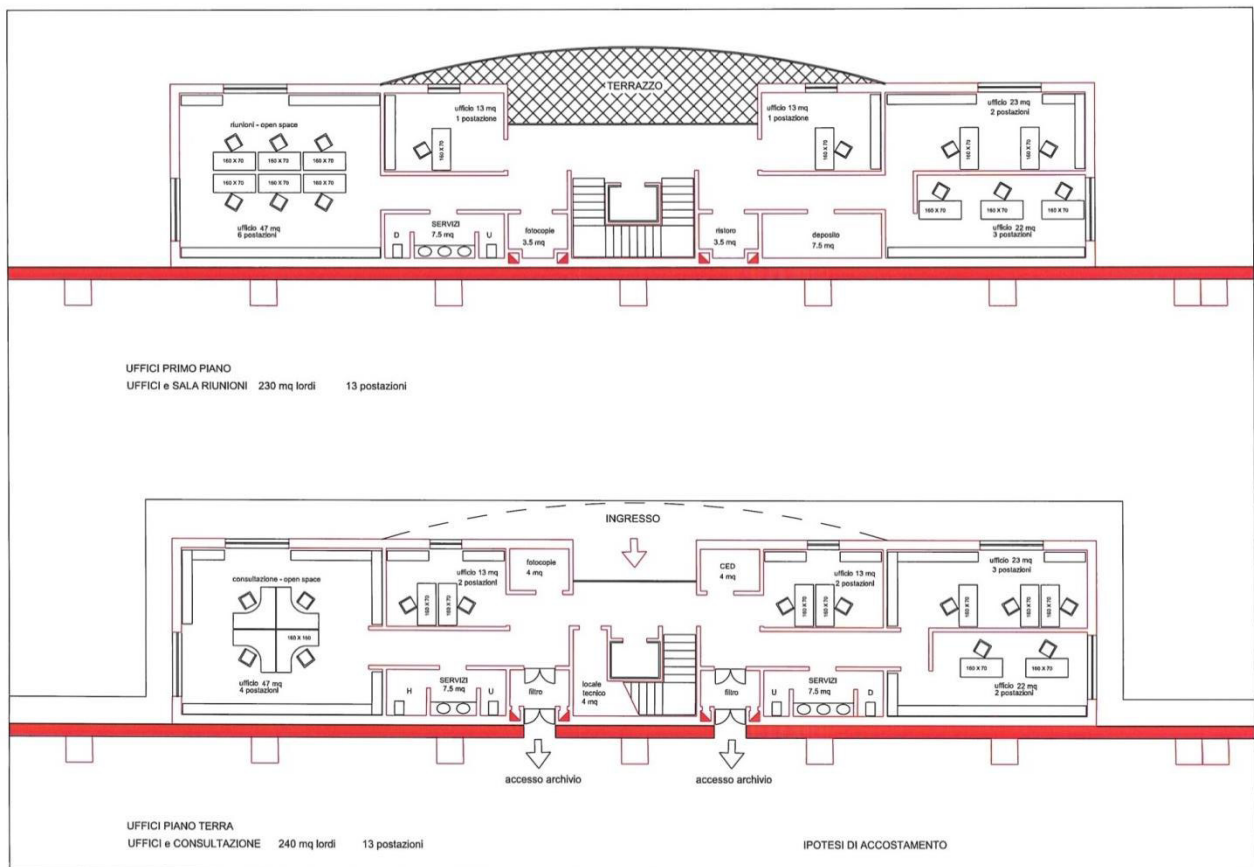 TERRAZZO
riunioni - open space
160 X 70
160 X 70
160 X 70
160 X 70
160 X 70
160 X 70
ufficio 47 mq
6 postazioni
ufficio 13 mq
1 postazione
160 X 70
SERVIZI
7.5 mq
D
U
fotocopie
3.5 mq
ristoro
3.5 mq
ufficio 13 mq
1 postazione
160 X 70
deposito
7.5 mq
ufficio 23 mq
2 postazioni
160 X 70
160 X 70
160 X 70
160 X 70
160 X 70
ufficio 22 mq
3 postazioni
UFFICI PRIMO PIANO
UFFICI e SALA RIUNIONI 230 mq lordi 13 postazioni
INGRESSO
consultazione - open space
160 X 160
ufficio 47 mq
4 postazioni
ufficio 13 mq
2 postazioni
160 X 70
160 X 70
fotocopie
4 mq
SERVIZI
7.5 mq
H
U
filtro
locale
tecnico
4 mq
CED
4 mq
filtro
ufficio 13 mq
2 postazioni
160 X 70
160 X 70
SERVIZI
7.5 mq
U
D
ufficio 23 mq
3 postazioni
160 X 70
160 X 70
160 X 70
160 X 70
160 X 70
ufficio 22 mq
2 postazioni
accesso archivio
accesso archivio
UFFICI PIANO TERRA
UFFICI e CONSULTAZIONE 240 mq lordi 13 postazioni
IPOTESI DI ACCOSTAMENTO